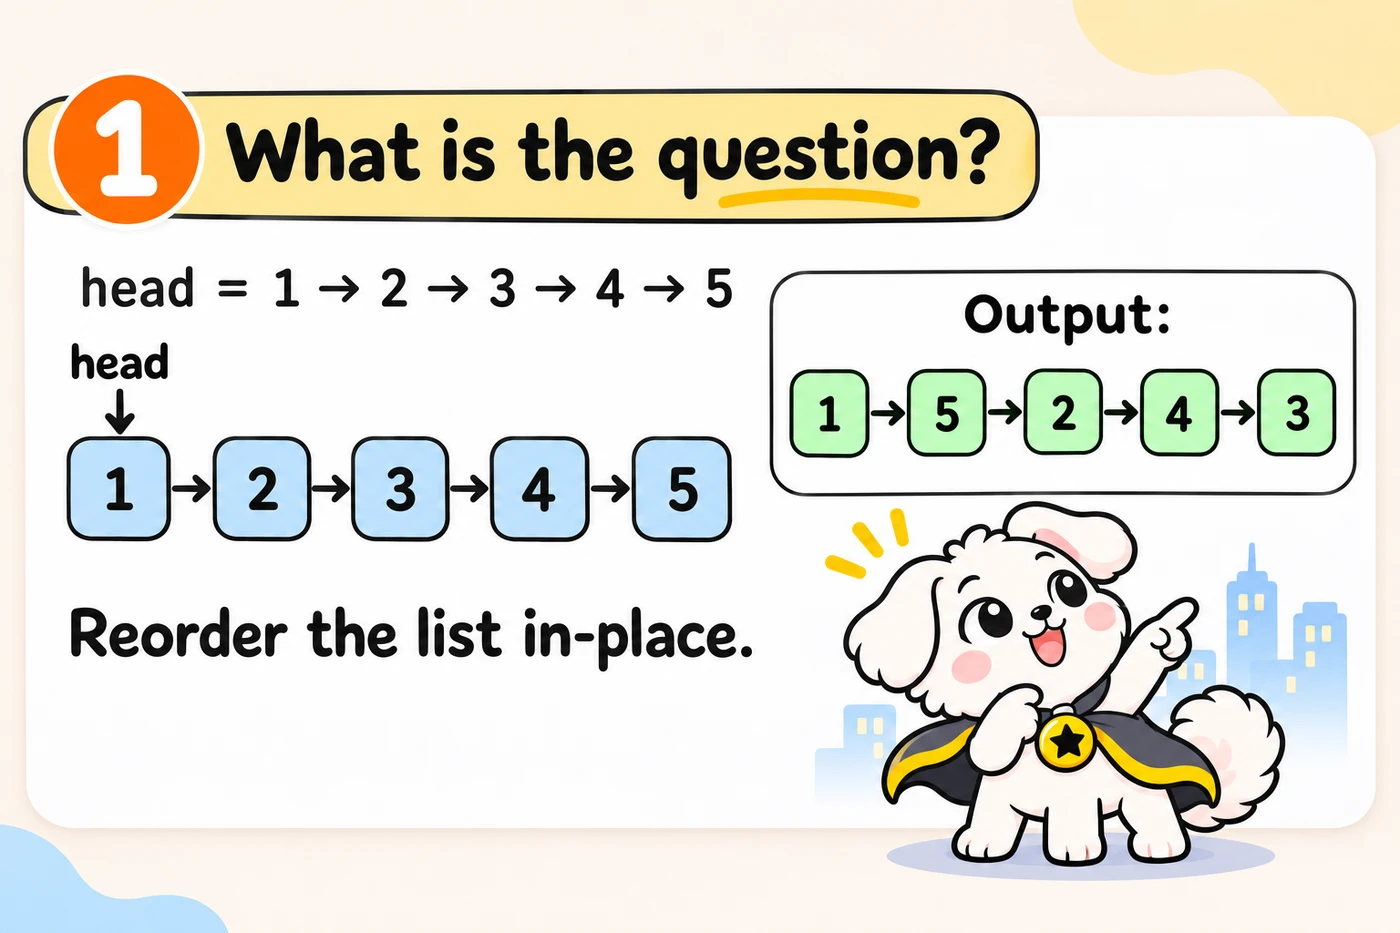 1 What is the question?
head = 1 → 2 → 3 → 4 → 5
head
1 → 2 → 3 → 4 → 5
Reorder the list in-place.
Output:
1 → 5 → 2 → 4 → 3